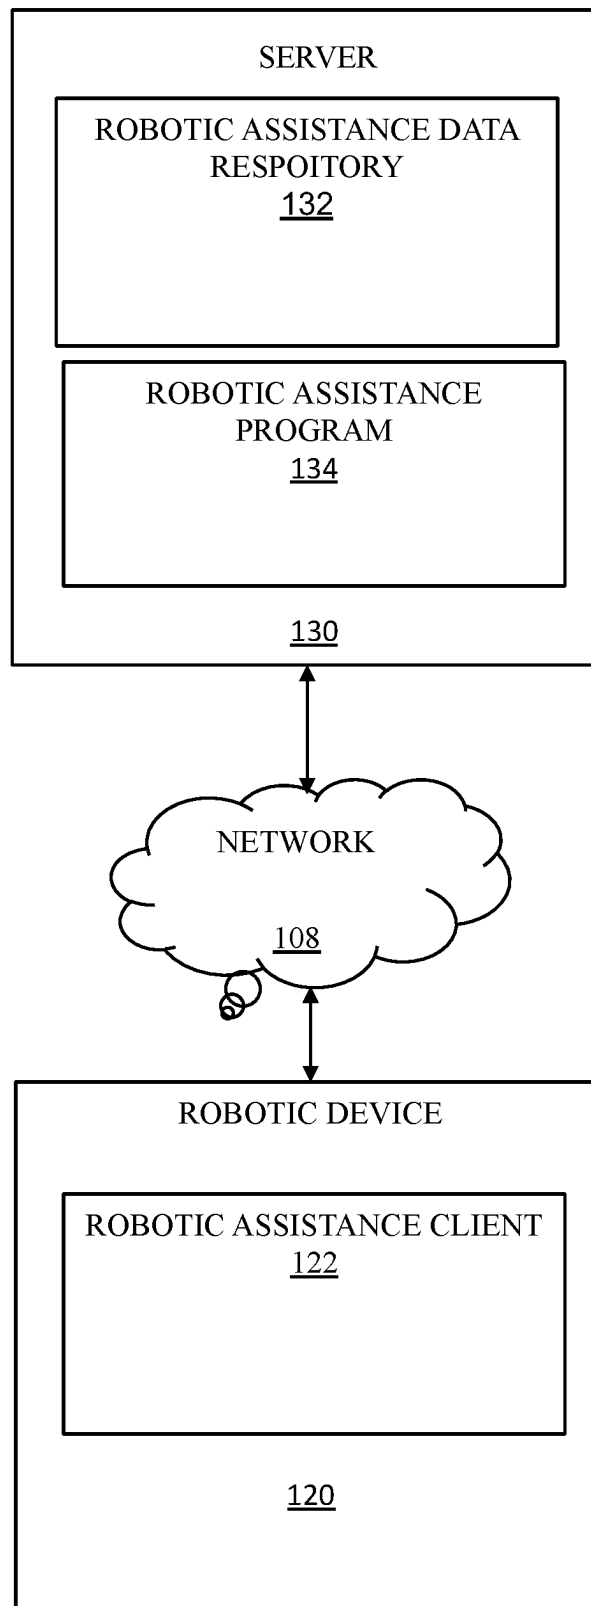 SERVER
ROBOTIC ASSISTANCE DATA
RESPOITORY
132
ROBOTIC ASSISTANCE
PROGRAM
134
130
NETWORK
108
ROBOTIC DEVICE
ROBOTIC ASSISTANCE CLIENT
122
120